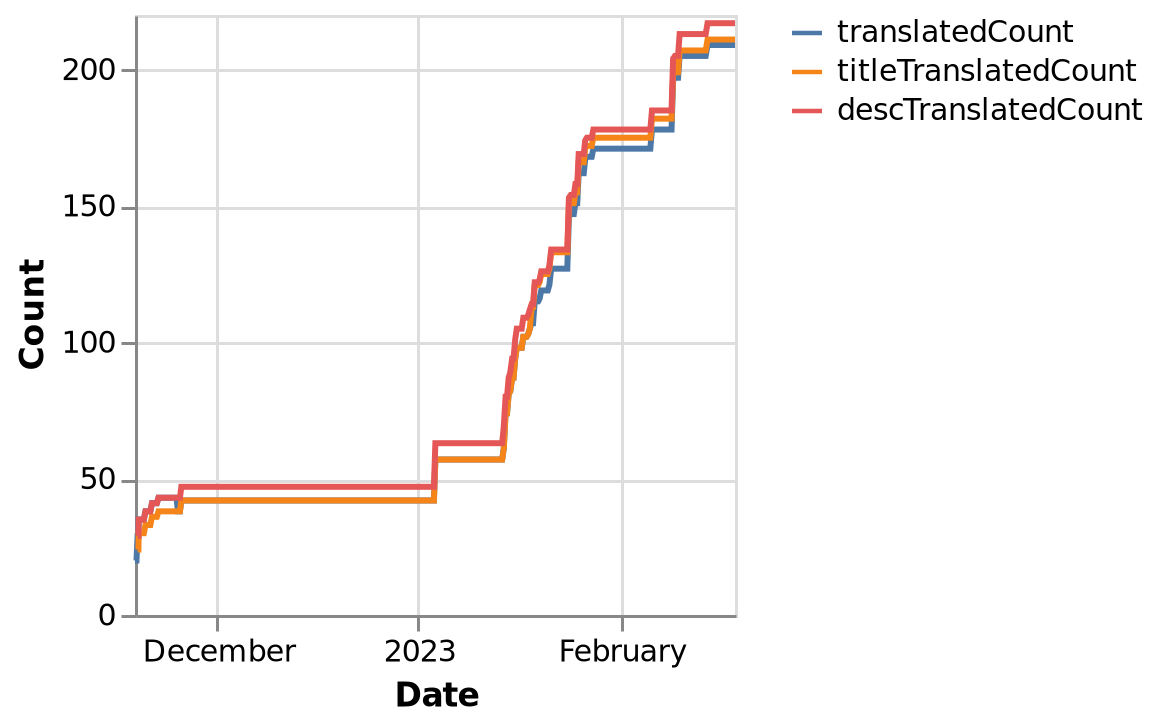 translatedCount
titleTranslatedCount
descTranslatedCount
200
150
100
50
0
Count
December 2023 February
Date